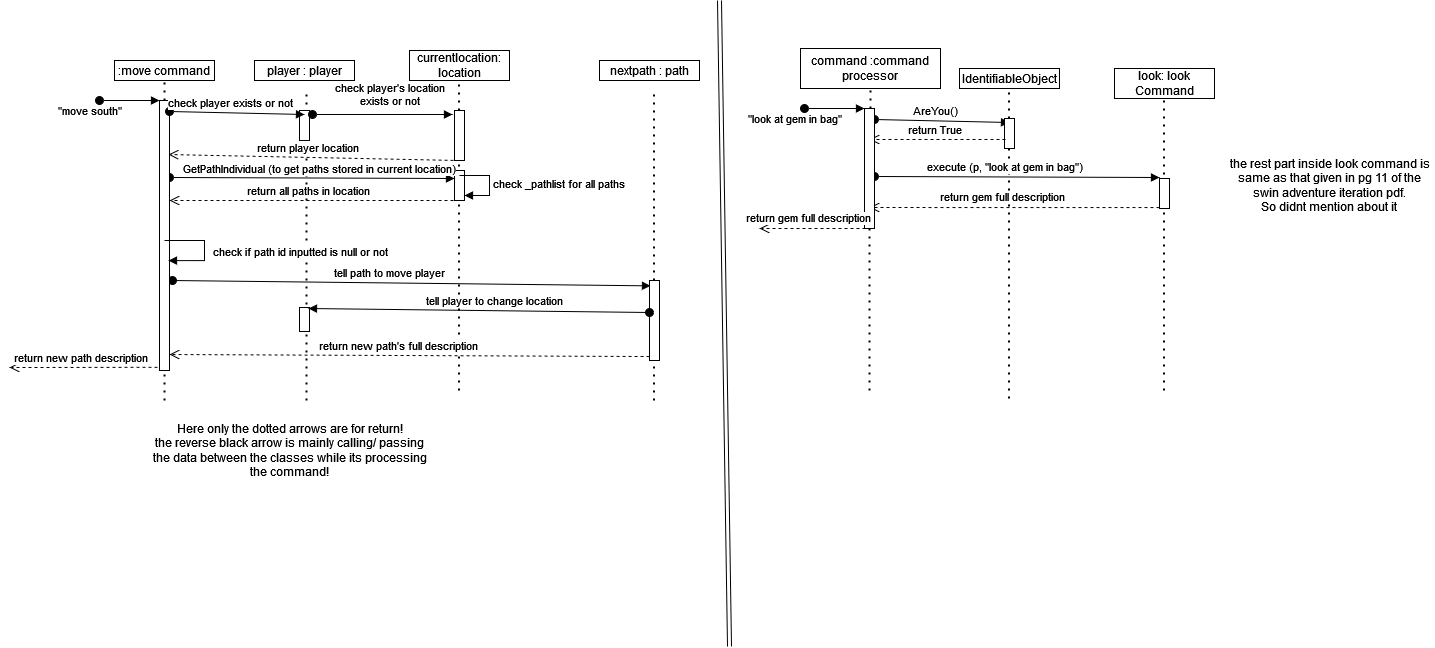 :move command
player : player
currentlocation:
location
nextpath : path
"move south"
check player exists or not
check player's location
exists or not
return player location
GetPathIndividual (to get paths stored in current location)
check _pathlist for all paths
return all paths in location
check if path id inputted is null or not
tell path to move player
tell player to change location
return new path's full description
return new path description
Here only the dotted arrows are for return!
the reverse black arrow is mainly calling/ passing
the data between the classes while its processing
the command!
command :command
processor
IdentifiableObject
look: look
Command
"look at gem in bag"
AreYou()
return True
execute (p, "look at gem in bag")
return gem full description
return gem full description
the rest part inside look command is
same as that given in pg 11 of the
swin adventure iteration pdf.
So didnt mention about it